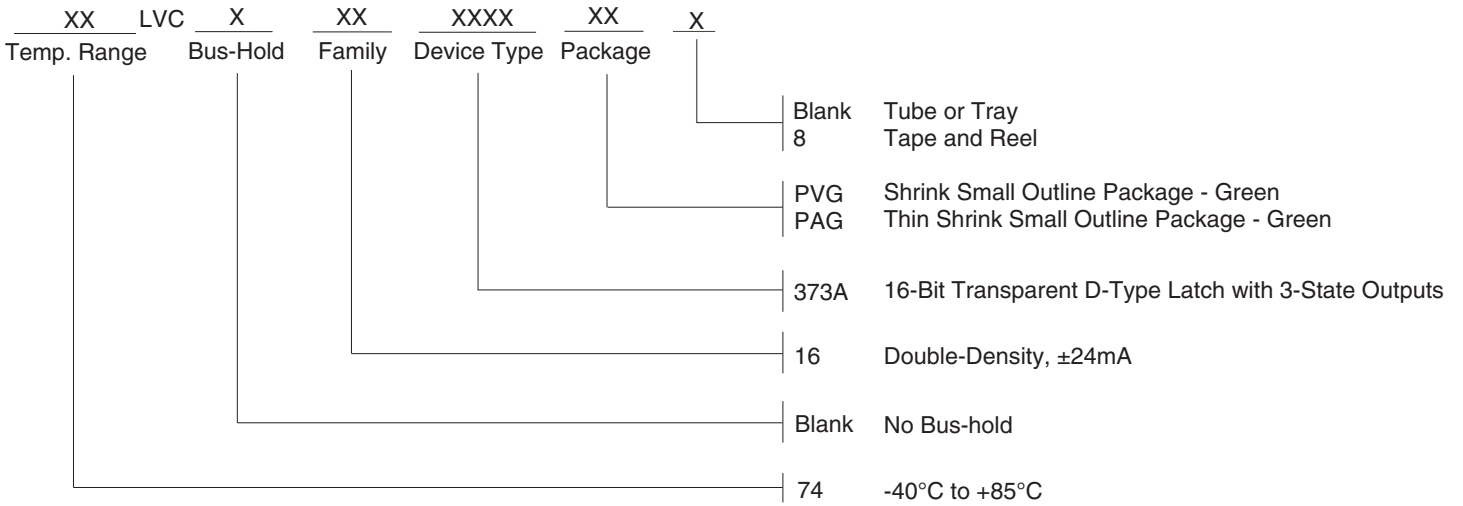 XX LVC X XX XXXX XX X
Temp. Range Bus-Hold Family Device Type Package
Blank Tube or Tray
8 Tape and Reel
PVG Shrink Small Outline Package - Green
PAG Thin Shrink Small Outline Package - Green
373A 16-Bit Transparent D-Type Latch with 3-State Outputs
16 Double-Density, ±24mA
Blank No Bus-hold
74 -40°C to +85°C